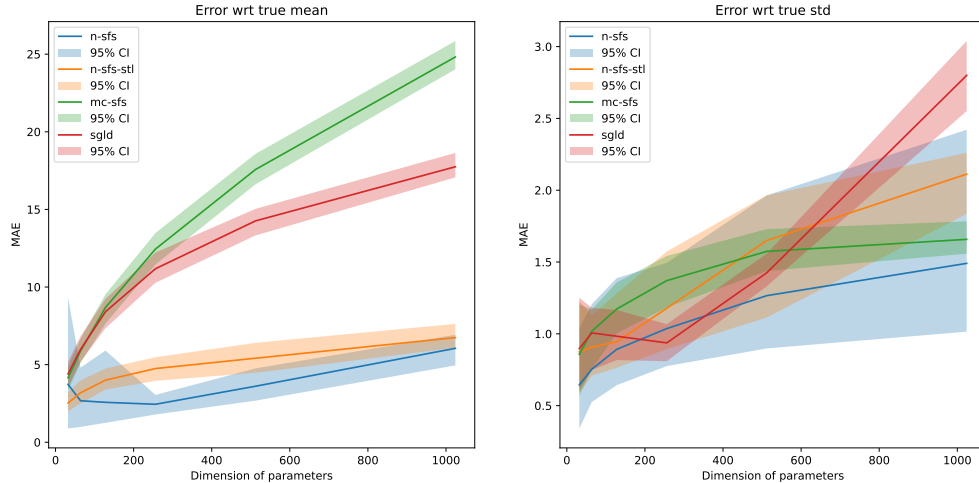 Error wrt true mean
n-sfs
95% CI
n-sfs-stl
95% CI
mc-sfs
95% CI
sgld
95% CI
MAE
25
20
15
10
5
0
0
200
400
600
800
1000
Dimension of parameters
Error wrt true std
n-sfs
95% CI
n-sfs-stl
95% CI
mc-sfs
95% CI
sgld
95% CI
MAE
3.0
2.5
2.0
1.5
1.0
0.5
0
200
400
600
800
1000
Dimension of parameters